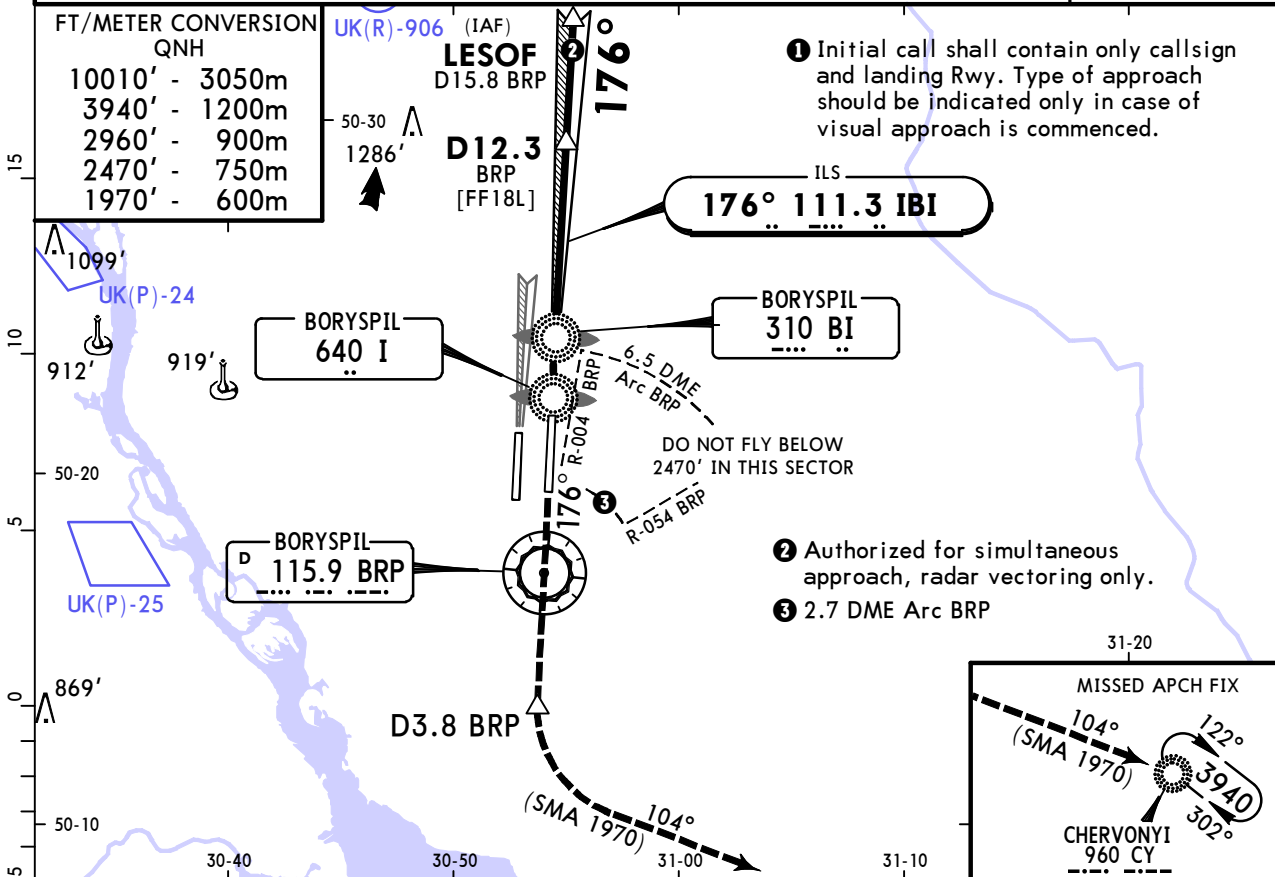 FT/METER CONVERSION
QNH
10010' - 3050m
3940' - 1200m
2960' - 900m
2470' - 750m
1970' - 600m
UK(R)-906
(IAF)
LESOF
D15.8 BRP
2
176°
1 Initial call shall contain only callsign
and landing Rwy. Type of approach
should be indicated only in case of
visual approach is commenced.
50-30
1286'
D12.3
BRP
[FF18L]
ILS
176° 111.3 IBI
15
1099'
UK(P)-24
BORYSPIL
640 I
BORYSPIL
310 BI
10
912'
919'
6.5 DME
Arc BRP
R-004 BRP
DO NOT FLY BELOW
2470' IN THIS SECTOR
50-20
176°
3
R-054 BRP
5
BORYSPIL
D 115.9 BRP
UK(P)-25
2 Authorized for simultaneous
approach, radar vectoring only.
3 2.7 DME Arc BRP
31-20
869'
0
D3.8 BRP
MISSED APCH FIX
104°
(SMA 1970)
122°
3940
302°
CHERVONYI
960 CY
104°
(SMA 1970)
50-10
30-40
30-50
31-00
31-10
5